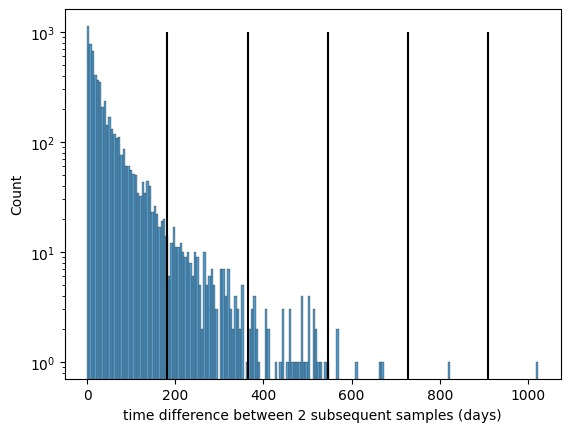 10³
10²
10¹
10⁰
Count
0 200 400 600 800 1000
time difference between 2 subsequent samples (days)